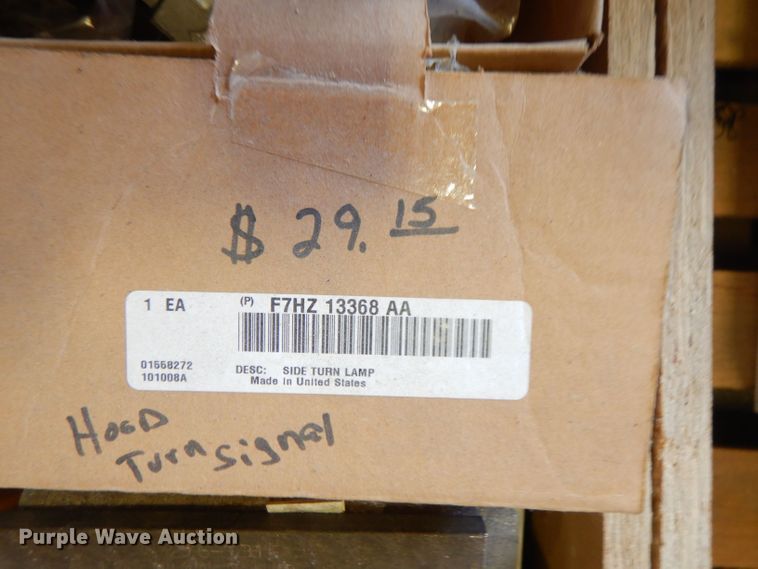 $ 29. 15
1 EA (P) F7HZ 13368 AA
01568272 DESC: SIDE TURN LAMP
101008A Made in United States
Hood
Turn Signal
Purple Wave Auction